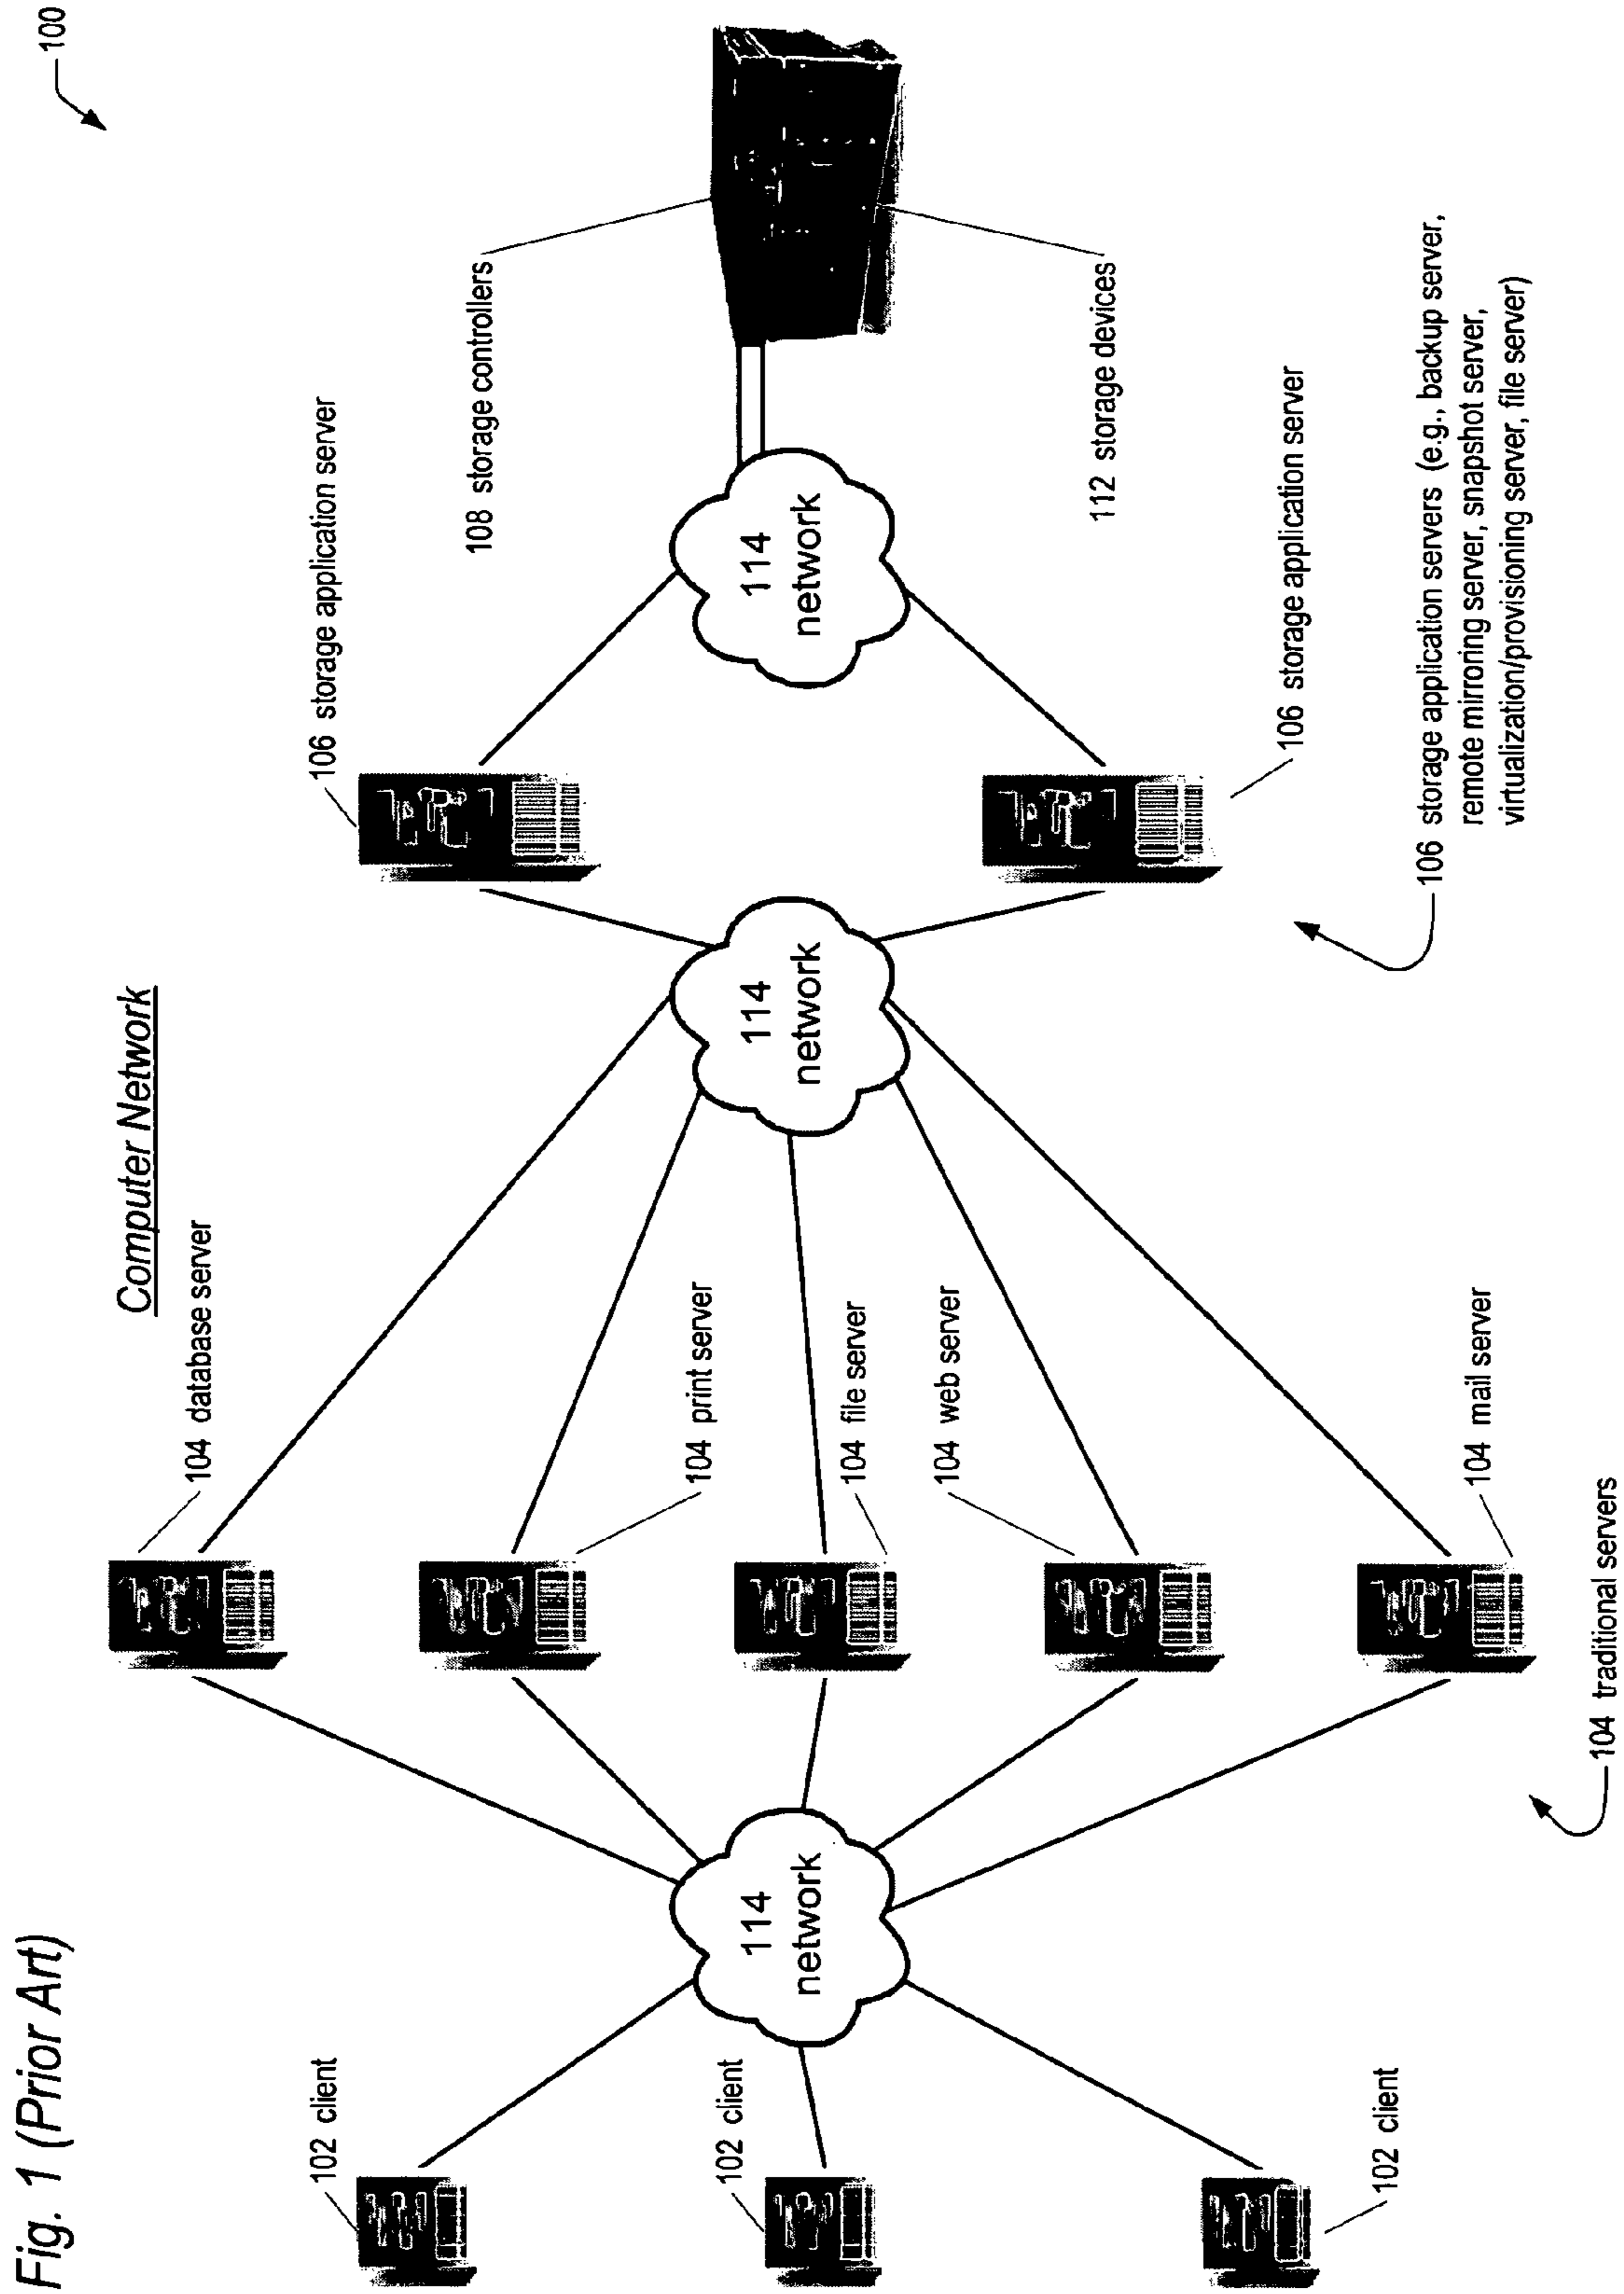 Fig. 1 (Prior Art)
Computer Network
100
102 client
102 client
102 client
114
network
104 database server
104 print server
104 file server
104 web server
104 mail server
104 traditional servers
114
network
106 storage application server
106 storage application server
106 storage application servers (e.g., backup server,
remote mirroring server, snapshot server,
virtualization/provisioning server, file server)
114
network
108 storage controllers
112 storage devices